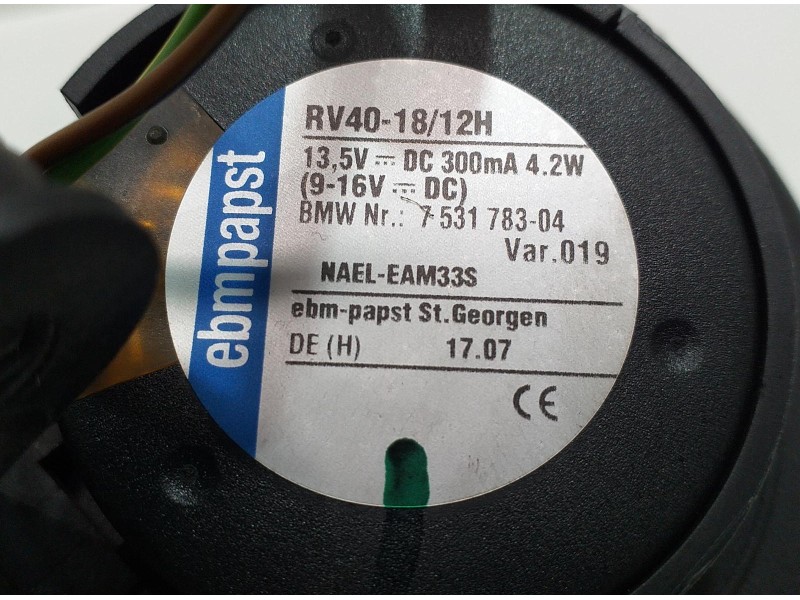 ebmpapst
RV40-18/12H
13,5V ⎓ DC 300mA 4.2W
(9-16V ⎓ DC)
BMW Nr.: 7 531 783-04
Var.019
NAEL-EAM33S
ebm-papst St.Georgen
DE (H) 17.07
CE